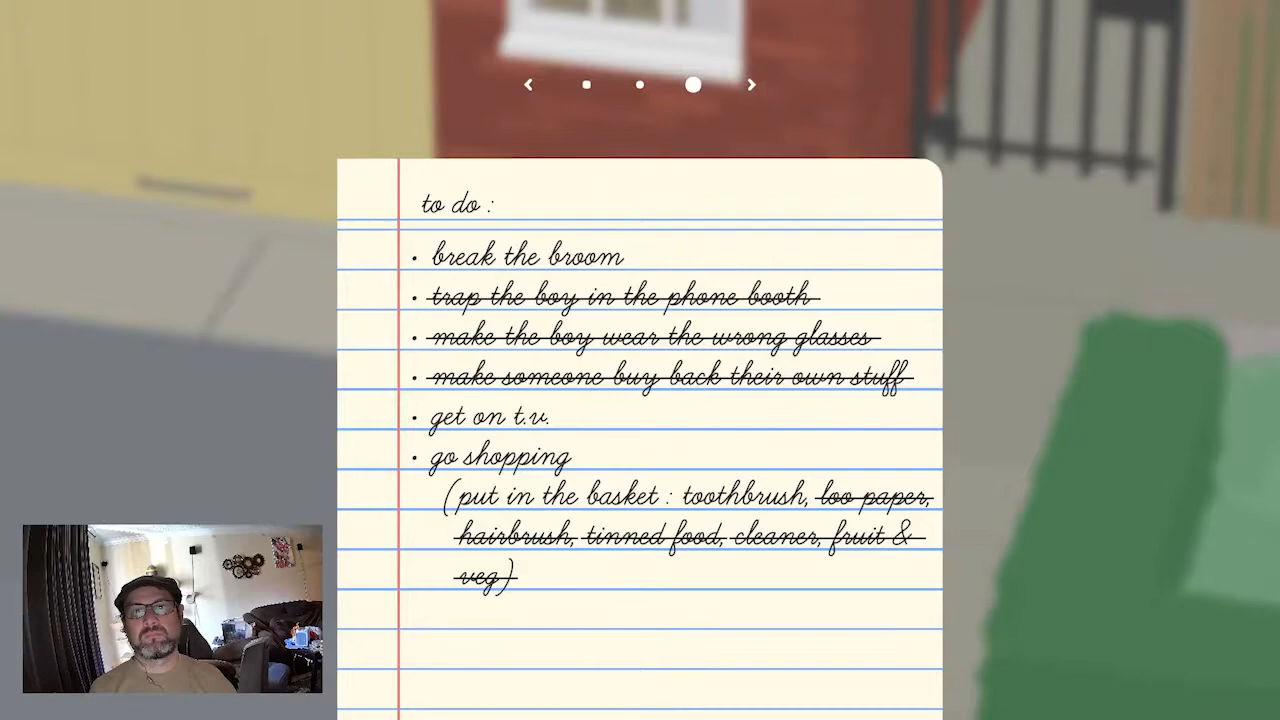 to do :
• break the broom
• trap the boy in the phone booth
• make the boy wear the wrong glasses
• make someone buy back their own stuff
• get on t.v.
• go shopping
(put in the basket : toothbrush, loo paper,
hairbrush, tinned food, cleaner, fruit &
veg)